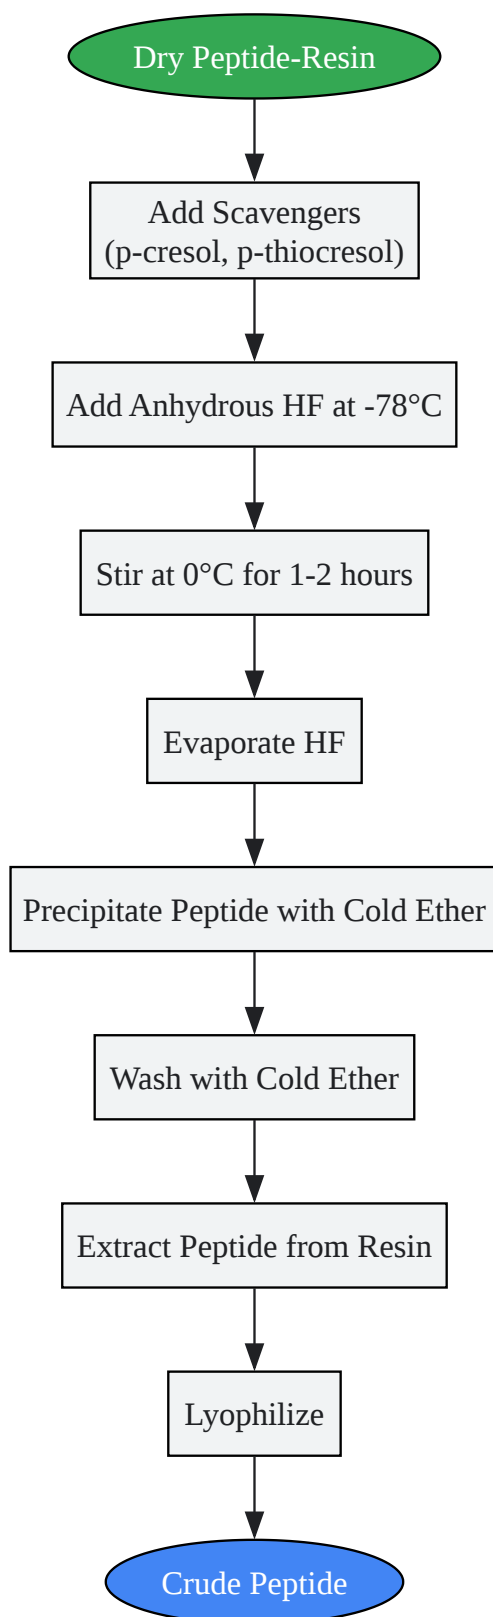 Dry Peptide-Resin
Add Scavengers
(p-cresol, p-thiocresol)
Add Anhydrous HF at -78°C
Stir at 0°C for 1-2 hours
Evaporate HF
Precipitate Peptide with Cold Ether
Wash with Cold Ether
Extract Peptide from Resin
Lyophilize
Crude Peptide